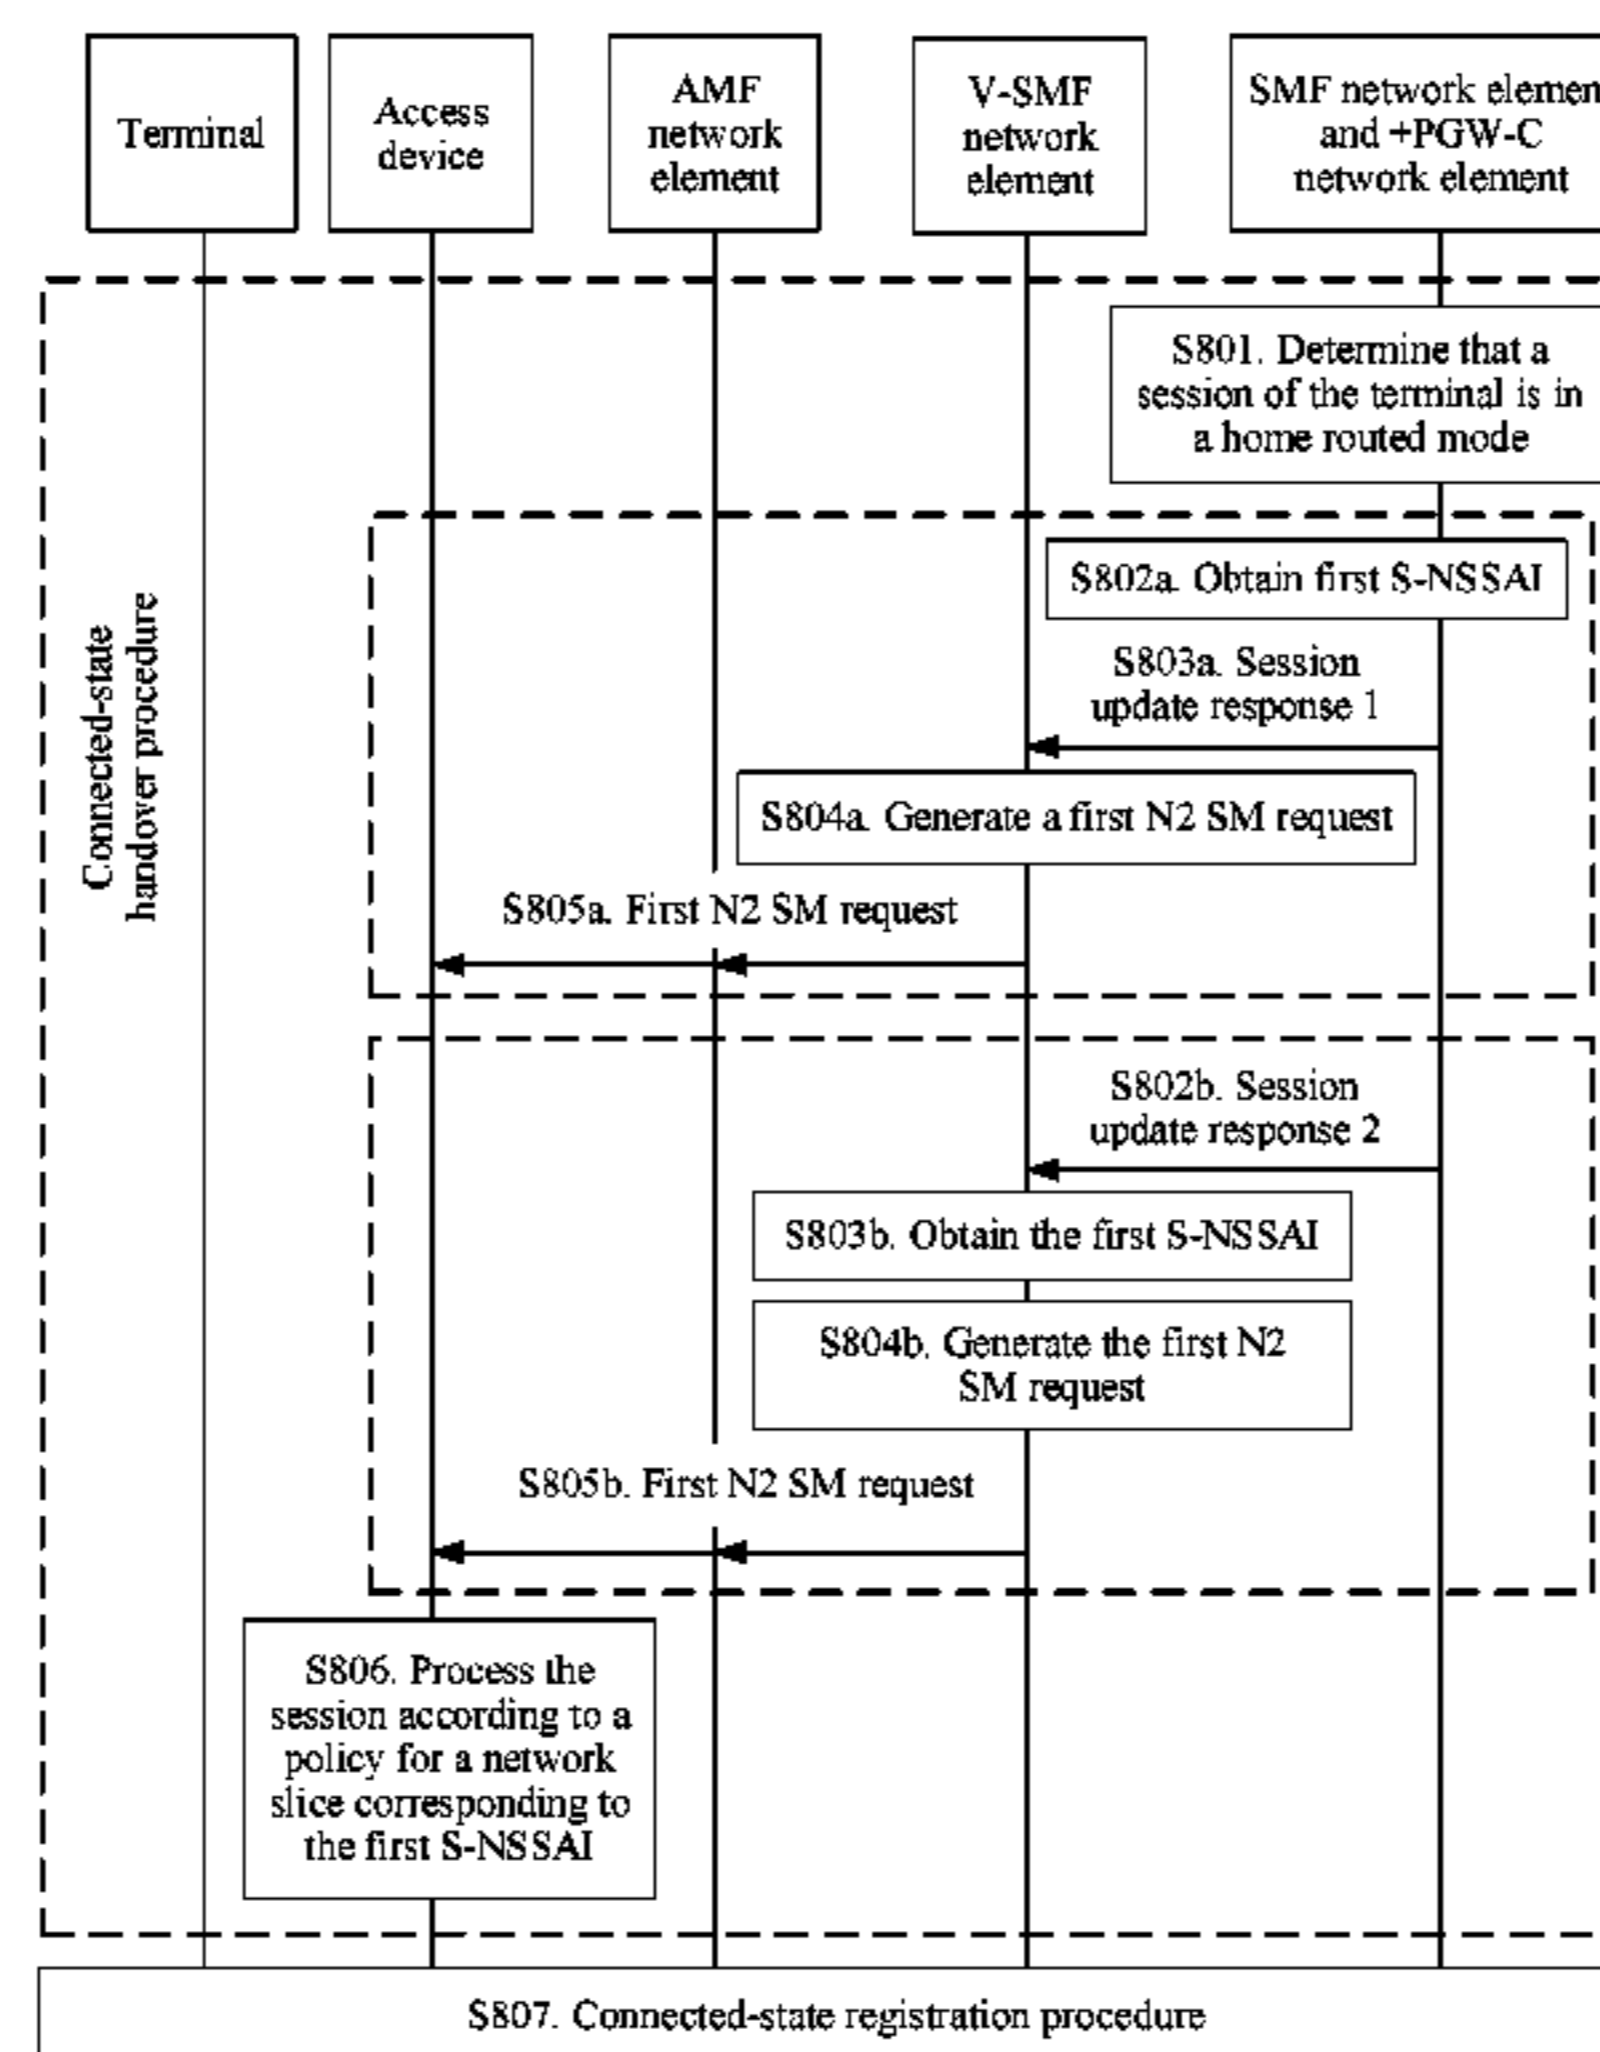 Terminal
Access
device
AMF
network
element
V-SMF
network
element
SMF network elemen
and +PGW-C
network element
S801. Determine that a
session of the terminal is in
a home routed mode
Connected-state
handover procedure
S802a. Obtain first S-NSSAI
S803a. Session
update response 1
S804a. Generate a first N2 SM request
S805a. First N2 SM request
S802b. Session
update response 2
S803b. Obtain the first S-NSSAI
S804b. Generate the first N2
SM request
S805b. First N2 SM request
S806. Process the
session according to a
policy for a network
slice corresponding to
the first S-NSSAI
S807. Connected-state registration procedure